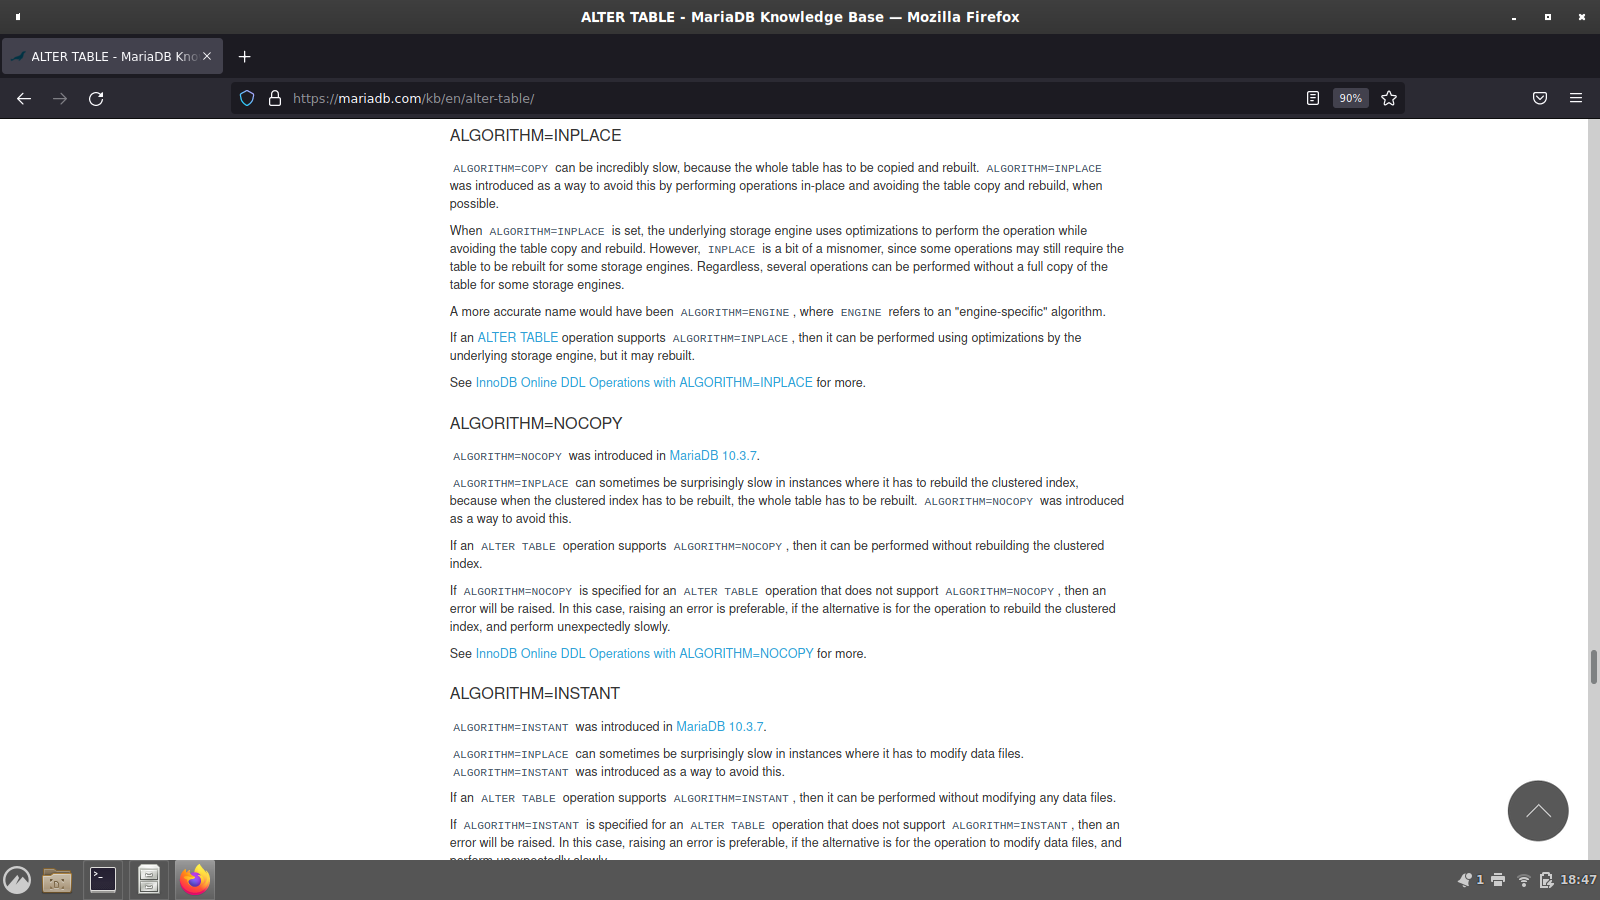 ALTER TABLE - MariaDB Knowledge Base — Mozilla Firefox
ALTER TABLE - MariaDB Kno
https://mariadb.com/kb/en/alter-table/
90%
ALGORITHM=INPLACE
ALGORITHM=COPY can be incredibly slow, because the whole table has to be copied and rebuilt. ALGORITHM=INPLACE
was introduced as a way to avoid this by performing operations in-place and avoiding the table copy and rebuild, when
possible.
When ALGORITHM=INPLACE is set, the underlying storage engine uses optimizations to perform the operation while
avoiding the table copy and rebuild. However, INPLACE is a bit of a misnomer, since some operations may still require the
table to be rebuilt for some storage engines. Regardless, several operations can be performed without a full copy of the
table for some storage engines.
A more accurate name would have been ALGORITHM=ENGINE, where ENGINE refers to an "engine-specific" algorithm.
If an ALTER TABLE operation supports ALGORITHM=INPLACE, then it can be performed using optimizations by the
underlying storage engine, but it may rebuilt.
See InnoDB Online DDL Operations with ALGORITHM=INPLACE for more.
ALGORITHM=NOCOPY
ALGORITHM=NOCOPY was introduced in MariaDB 10.3.7.
ALGORITHM=INPLACE can sometimes be surprisingly slow in instances where it has to rebuild the clustered index,
because when the clustered index has to be rebuilt, the whole table has to be rebuilt. ALGORITHM=NOCOPY was introduced
as a way to avoid this.
If an ALTER TABLE operation supports ALGORITHM=NOCOPY, then it can be performed without rebuilding the clustered
index.
If ALGORITHM=NOCOPY is specified for an ALTER TABLE operation that does not support ALGORITHM=NOCOPY, then an
error will be raised. In this case, raising an error is preferable, if the alternative is for the operation to rebuild the clustered
index, and perform unexpectedly slowly.
See InnoDB Online DDL Operations with ALGORITHM=NOCOPY for more.
ALGORITHM=INSTANT
ALGORITHM=INSTANT was introduced in MariaDB 10.3.7.
ALGORITHM=INPLACE can sometimes be surprisingly slow in instances where it has to modify data files.
ALGORITHM=INSTANT was introduced as a way to avoid this.
If an ALTER TABLE operation supports ALGORITHM=INSTANT, then it can be performed without modifying any data files.
If ALGORITHM=INSTANT is specified for an ALTER TABLE operation that does not support ALGORITHM=INSTANT, then an
error will be raised. In this case, raising an error is preferable, if the alternative is for the operation to modify data files, and
perform unexpectedly slowly.
1
18:47